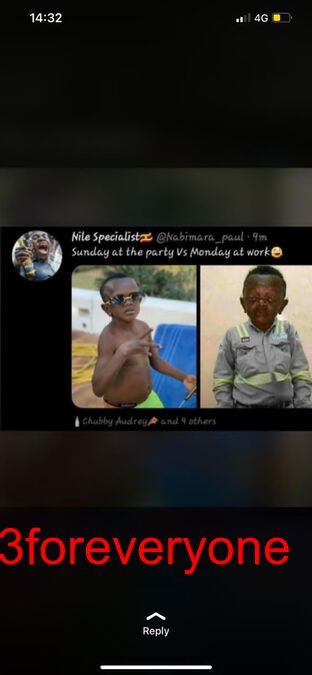 14:32
4G
Nile Specialist🇺🇬 @Nabimara_paul · 9m
Sunday at the party Vs Monday at work😜
Chubby Audrey and 9 others
3foreveryone
Reply